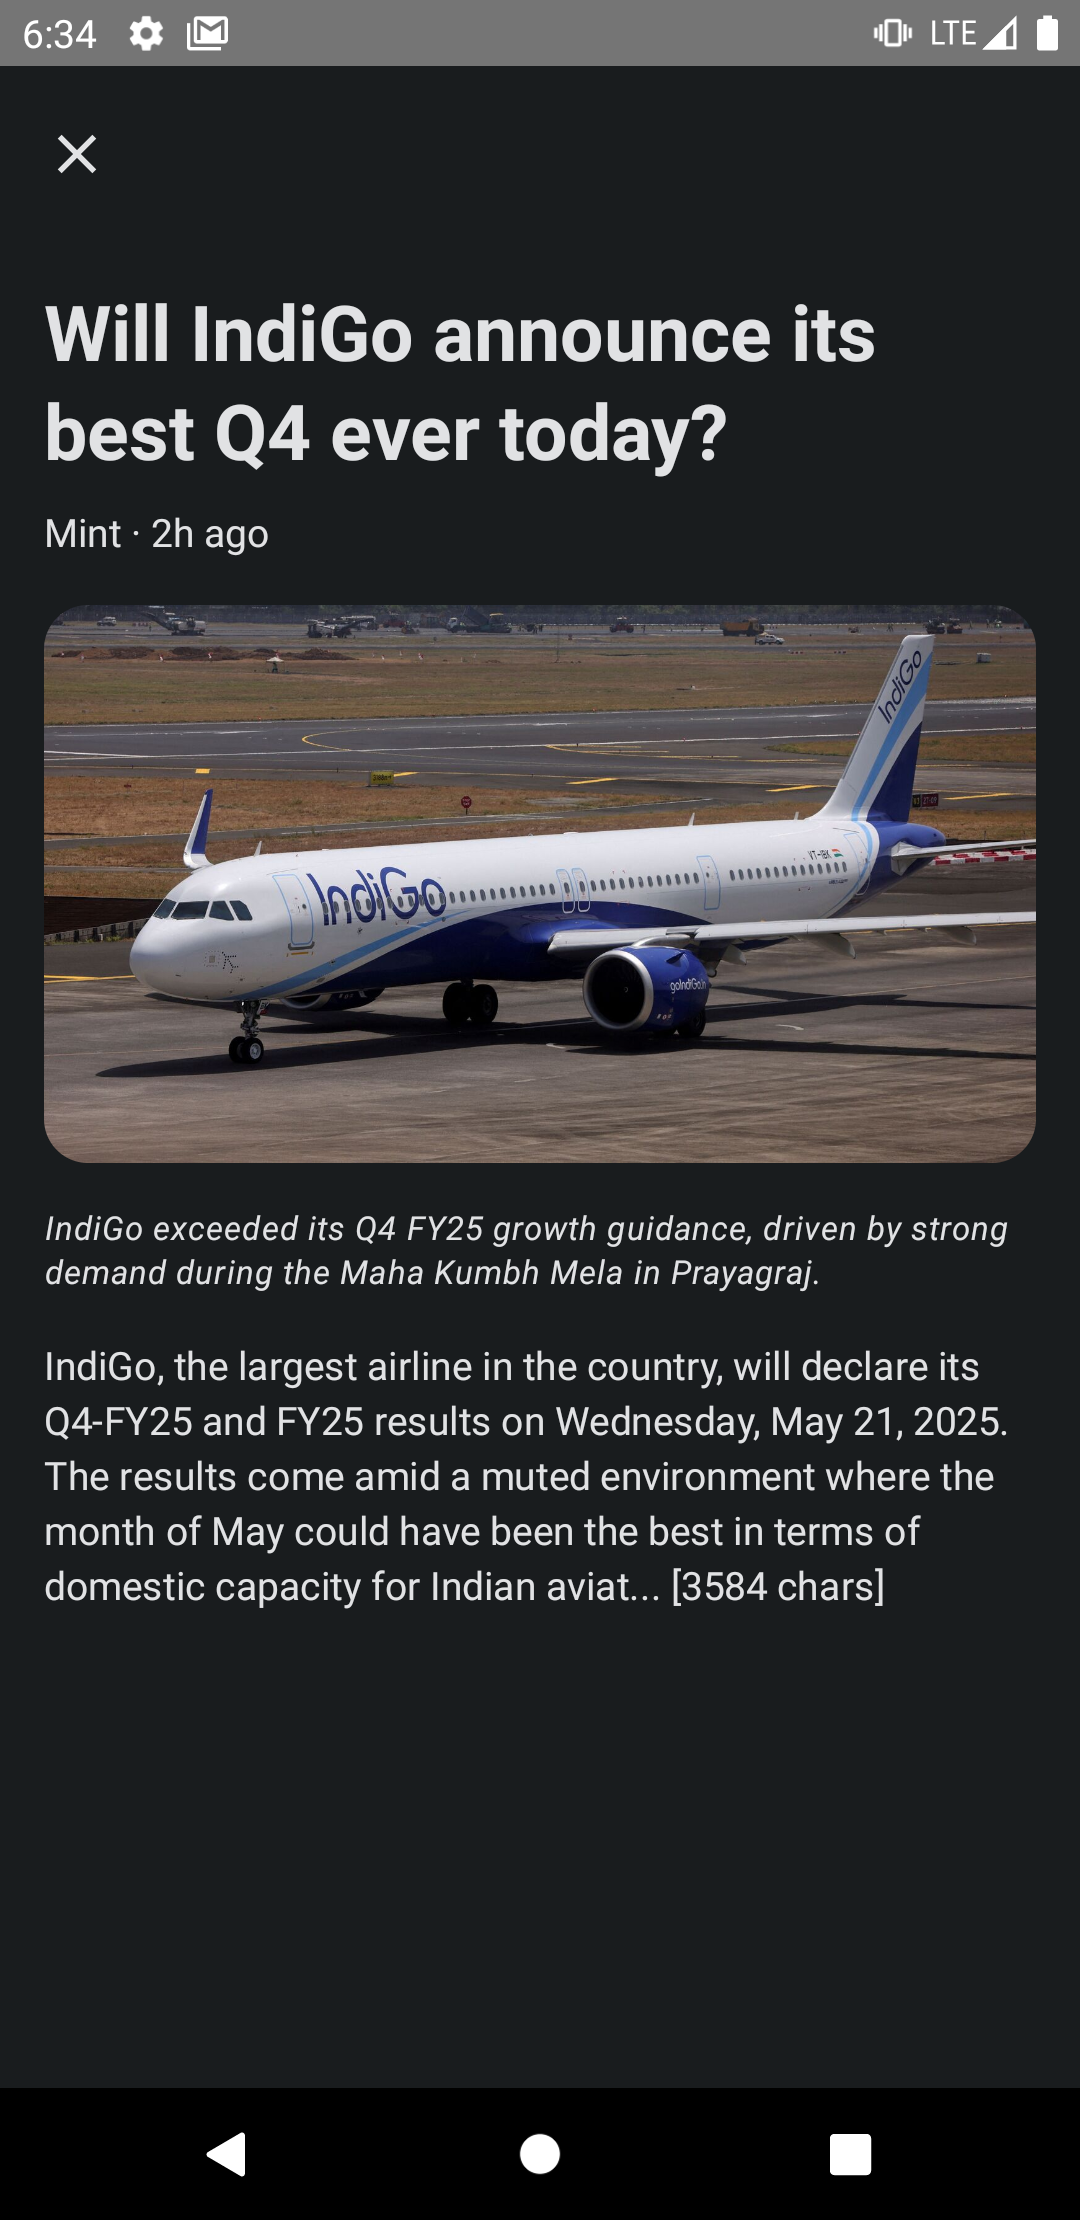 6:34
LTE
Will IndiGo announce its
best Q4 ever today?
Mint · 2h ago
IndiGo
VT-IBK
IndiGo
goIndiGo.in
IndiGo exceeded its Q4 FY25 growth guidance, driven by strong
demand during the Maha Kumbh Mela in Prayagraj.
IndiGo, the largest airline in the country, will declare its
Q4-FY25 and FY25 results on Wednesday, May 21, 2025.
The results come amid a muted environment where the
month of May could have been the best in terms of
domestic capacity for Indian aviat... [3584 chars]